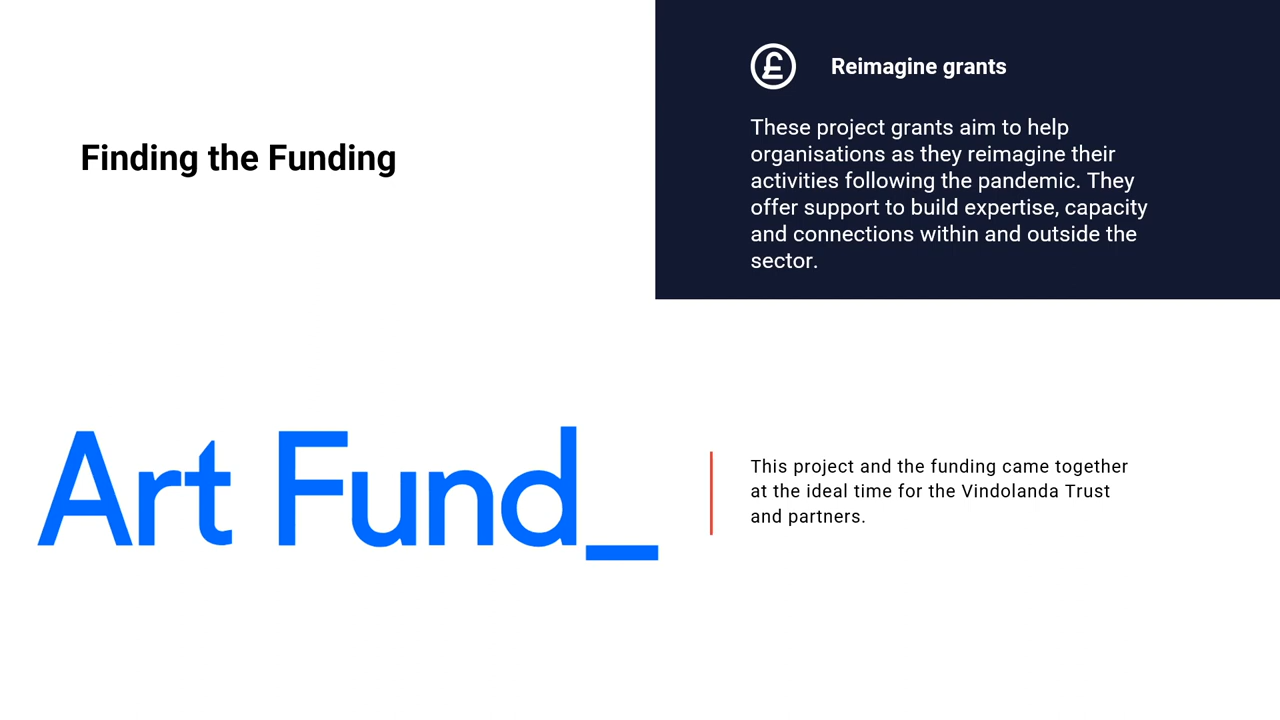 Finding the Funding
£ Reimagine grants
These project grants aim to help
organisations as they reimagine their
activities following the pandemic. They
offer support to build expertise, capacity
and connections within and outside the
sector.
Art Fund_
This project and the funding came together
at the ideal time for the Vindolanda Trust
and partners.